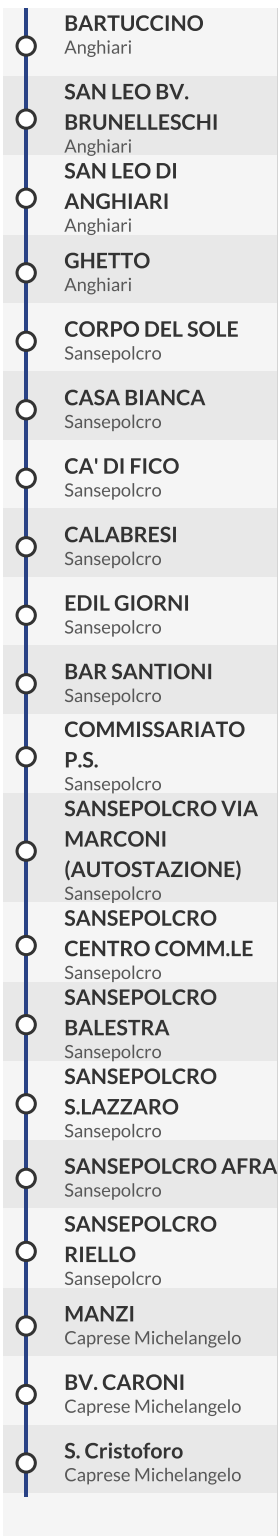 BARTUCCINO
Anghiari
SAN LEO BV.
BRUNELLESCHI
Anghiari
SAN LEO DI
ANGHIARI
Anghiari
GHETTO
Anghiari
CORPO DEL SOLE
Sansepolcro
CASA BIANCA
Sansepolcro
CA' DI FICO
Sansepolcro
CALABRESI
Sansepolcro
EDIL GIORNI
Sansepolcro
BAR SANTIONI
Sansepolcro
COMMISSARIATO
P.S.
Sansepolcro
SANSEPOLCRO VIA
MARCONI
(AUTOSTAZIONE)
Sansepolcro
SANSEPOLCRO
CENTRO COMM.LE
Sansepolcro
SANSEPOLCRO
BALESTRA
Sansepolcro
SANSEPOLCRO
S.LAZZARO
Sansepolcro
SANSEPOLCRO AFRA
Sansepolcro
SANSEPOLCRO
RIELLO
Sansepolcro
MANZI
Caprese Michelangelo
BV. CARONI
Caprese Michelangelo
S. Cristoforo
Caprese Michelangelo